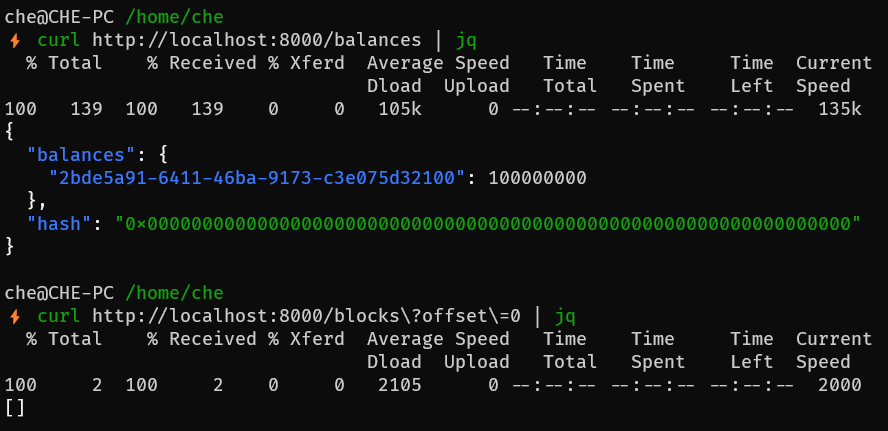 che@CHE-PC /home/che
⚡ curl http://localhost:8000/balances | jq
  % Total    % Received % Xferd  Average Speed   Time    Time     Time  Current
                                 Dload  Upload   Total   Spent    Left  Speed
100   139  100   139    0     0   105k      0 --:--:-- --:--:-- --:--:--  135k
{
  "balances": {
    "2bde5a91-6411-46ba-9173-c3e075d32100": 100000000
  },
  "hash": "0x0000000000000000000000000000000000000000000000000000000000000000"
}
che@CHE-PC /home/che
⚡ curl http://localhost:8000/blocks\?offset\=0 | jq
  % Total    % Received % Xferd  Average Speed   Time    Time     Time  Current
                                 Dload  Upload   Total   Spent    Left  Speed
100     2  100     2    0     0   2105      0 --:--:-- --:--:-- --:--:--  2000
[]